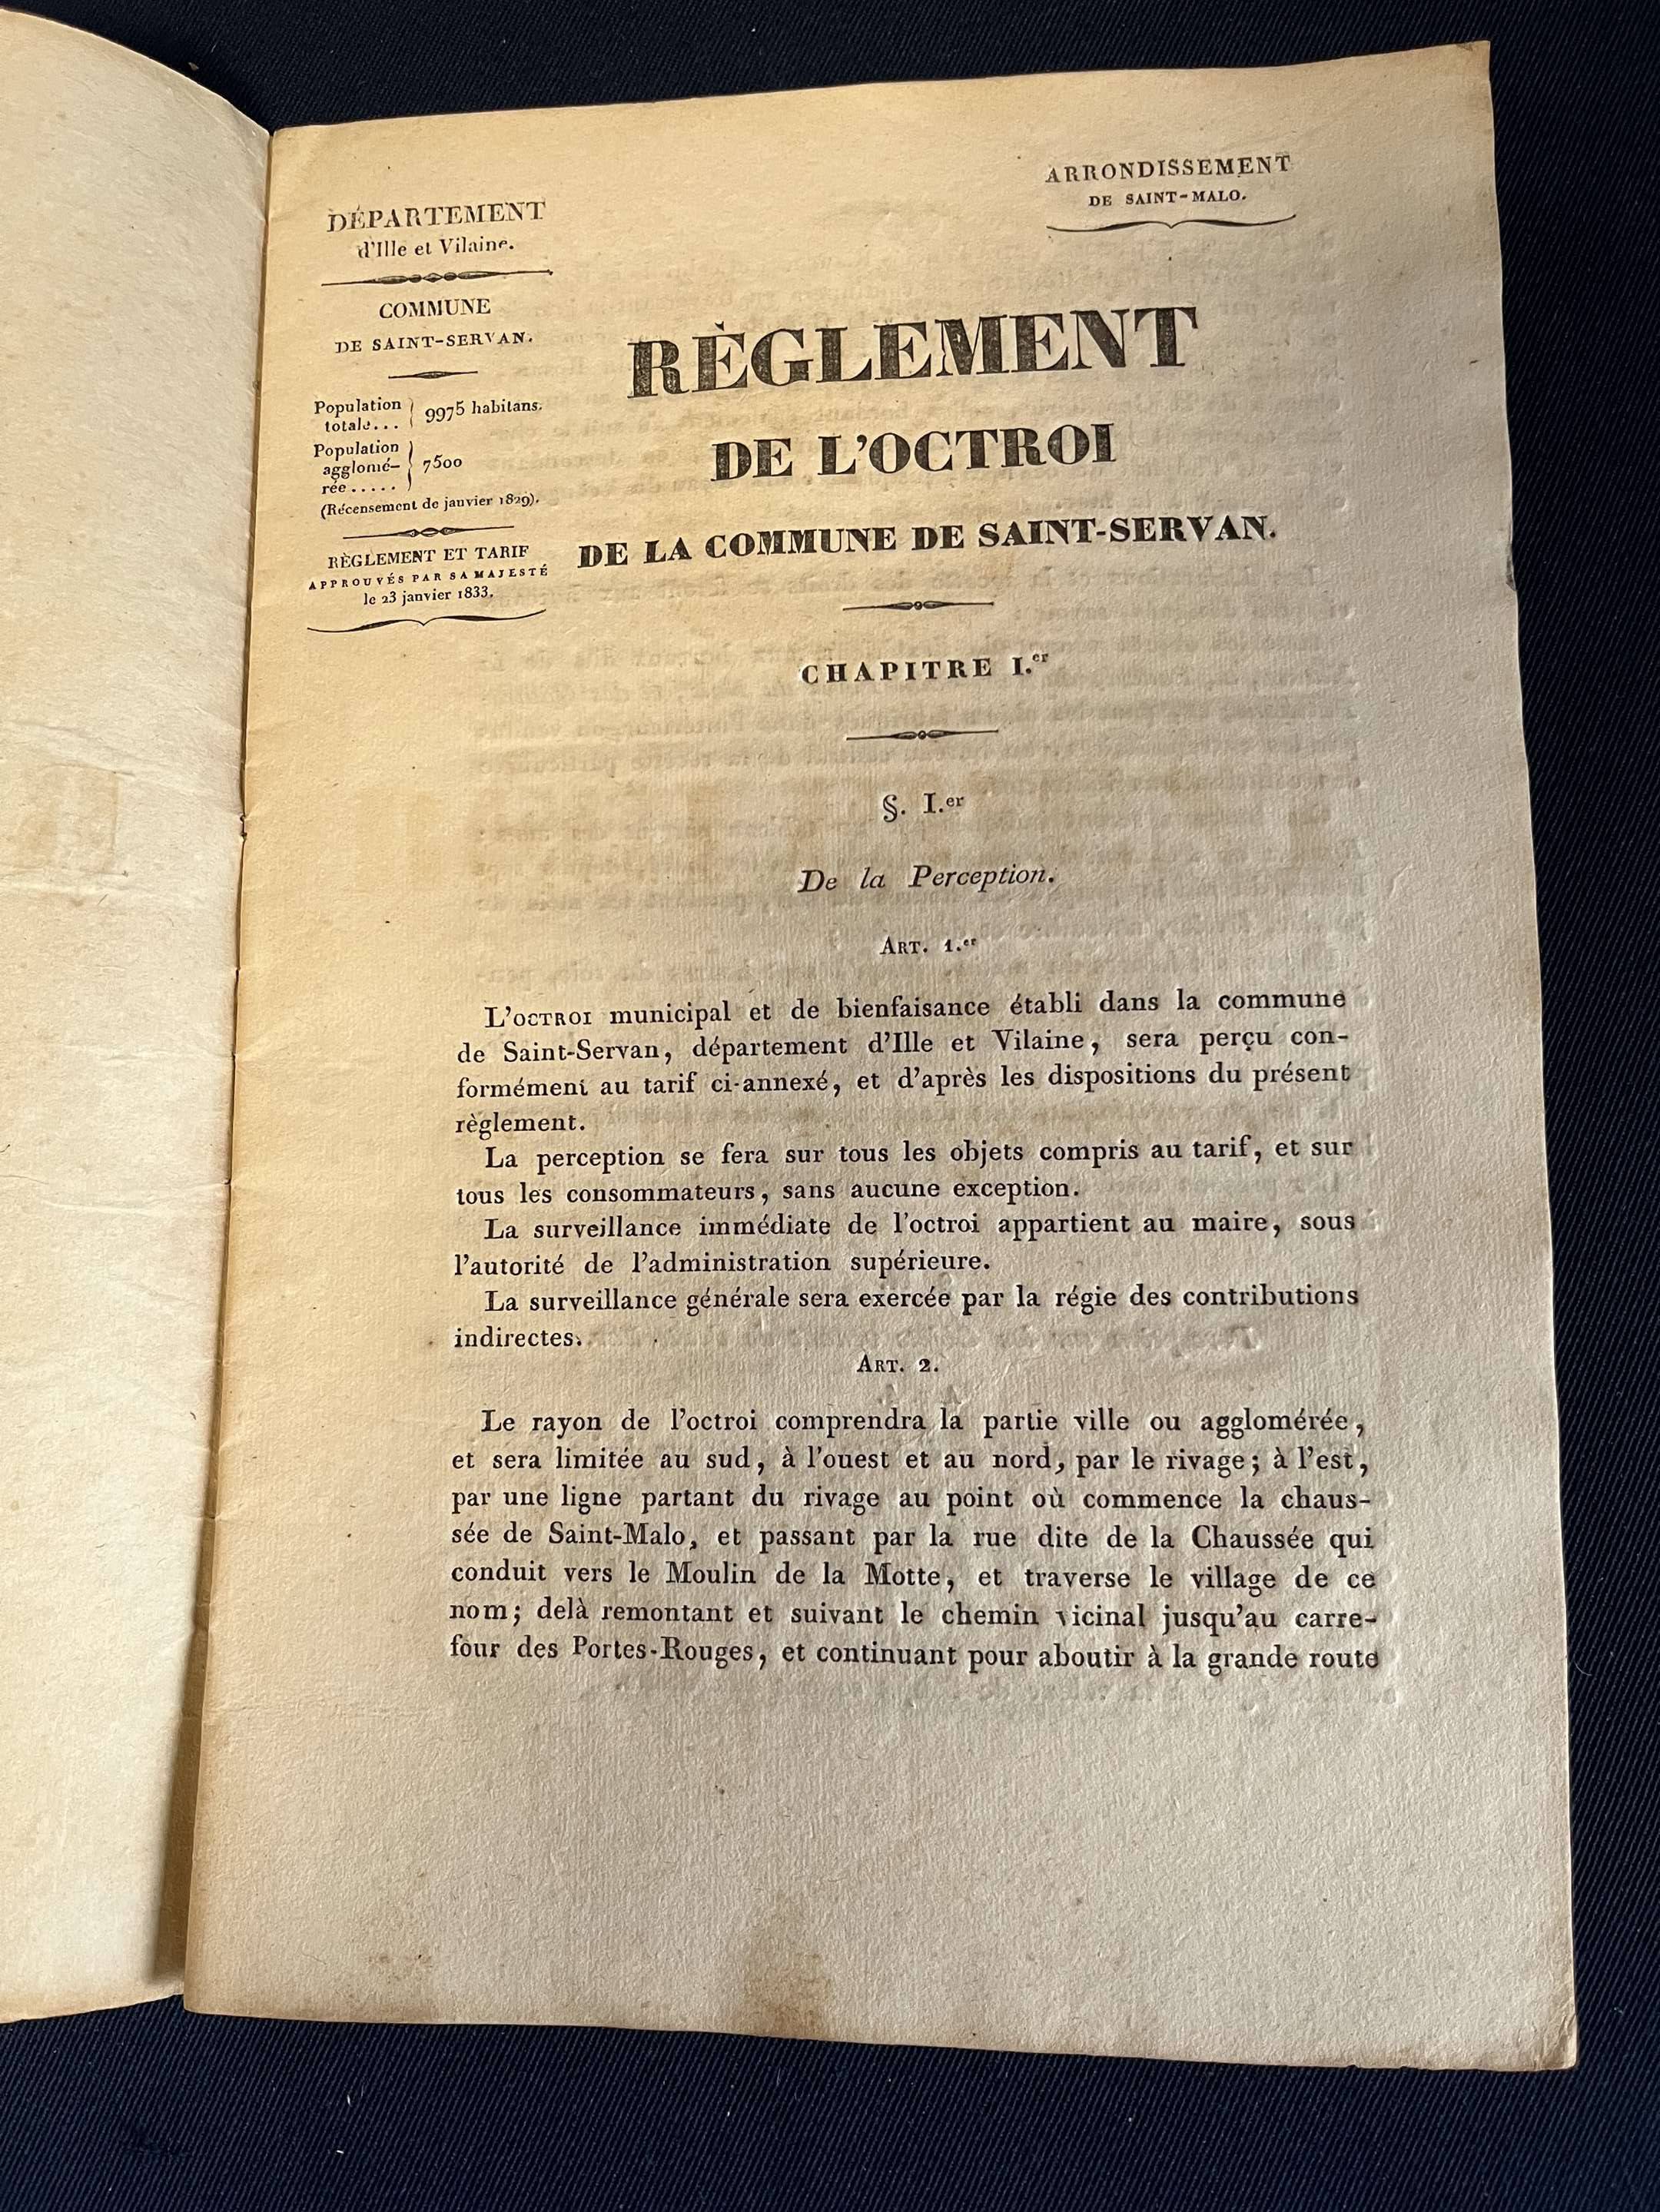 DÉPARTEMENT
d'Ille et Vilaine.
COMMUNE
DE SAINT-SERVAN.
Population
totale... 9975 habitans.
Population
agglomé-
rée..... 7500
(Récensement de janvier 1829).
RÈGLEMENT ET TARIF
APPROUVÉS PAR SA MAJESTÉ
le 23 janvier 1833.
ARRONDISSEMENT
DE SAINT-MALO.
RÈGLEMENT
DE L'OCTROI
DE LA COMMUNE DE SAINT-SERVAN.
CHAPITRE I.er
§. I.er
De la Perception.
ART. 1.er
L'OCTROI municipal et de bienfaisance établi dans la commune
de Saint-Servan, département d'Ille et Vilaine, sera perçu con-
formément au tarif ci-annexé, et d'après les dispositions du présent
règlement.
La perception se fera sur tous les objets compris au tarif, et sur
tous les consommateurs, sans aucune exception.
La surveillance immédiate de l'octroi appartient au maire, sous
l'autorité de l'administration supérieure.
La surveillance générale sera exercée par la régie des contributions
indirectes.
ART. 2.
Le rayon de l'octroi comprendra la partie ville ou agglomérée,
et sera limitée au sud, à l'ouest et au nord, par le rivage; à l'est,
par une ligne partant du rivage au point où commence la chaus-
sée de Saint-Malo, et passant par la rue dite de la Chaussée qui
conduit vers le Moulin de la Motte, et traverse le village de ce
nom; delà remontant et suivant le chemin vicinal jusqu'au carre-
four des Portes-Rouges, et continuant pour aboutir à la grande route